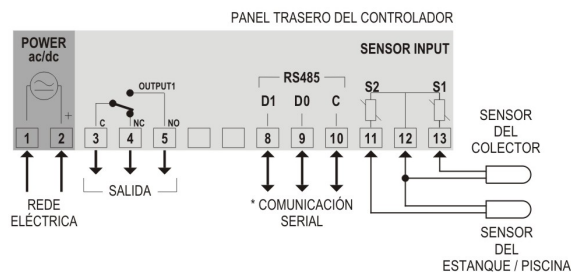 PANEL TRASERO DEL CONTROLADOR
POWER
ac/dc
SENSOR INPUT
RS485
OUTPUT1
D1 D0 C
S2 S1
+
C NC NO
1 2 3 4 5 8 9 10 11 12 13
SENSOR
DEL
COLECTOR
SALIDA
REDE
ELÉCTRICA
* COMUNICACIÓN
SERIAL
SENSOR
DEL
ESTANQUE / PISCINA